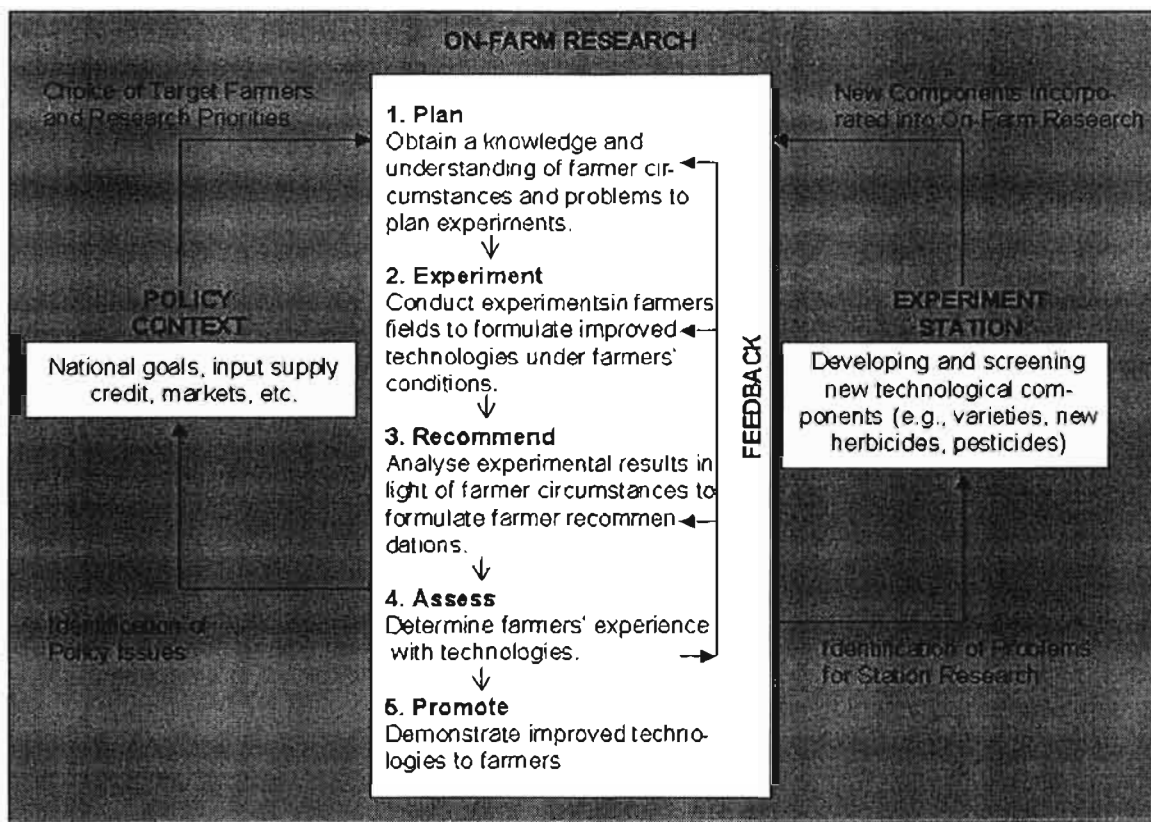 ON-FARM RESEARCH
Choice of Target Farmers
and Research Priorities
POLICY
CONTEXT
National goals, input supply
credit, markets, etc.
Identification of
Policy Issues
1. Plan
Obtain a knowledge and
understanding of farmer cir-
cumstances and problems to
plan experiments.
2. Experiment
Conduct experimentsin farmers
fields to formulate improved
technologies under farmers'
conditions.
3. Recommend
Analyse experimental results in
light of farmer circumstances to
formulate farmer recommen
dations.
4. Assess
Determine farmers' experience
with technologies.
5. Promote
Demonstrate improved techno-
logies to farmers
FEEDBACK
New Components Incorpo-
rated into On-Farm Research
EXPERIMENT
STATION
Developing and screening
new technological com-
ponents (e.g., varieties, new
herbicides, pesticides)
Identification of Problems
for Station Research